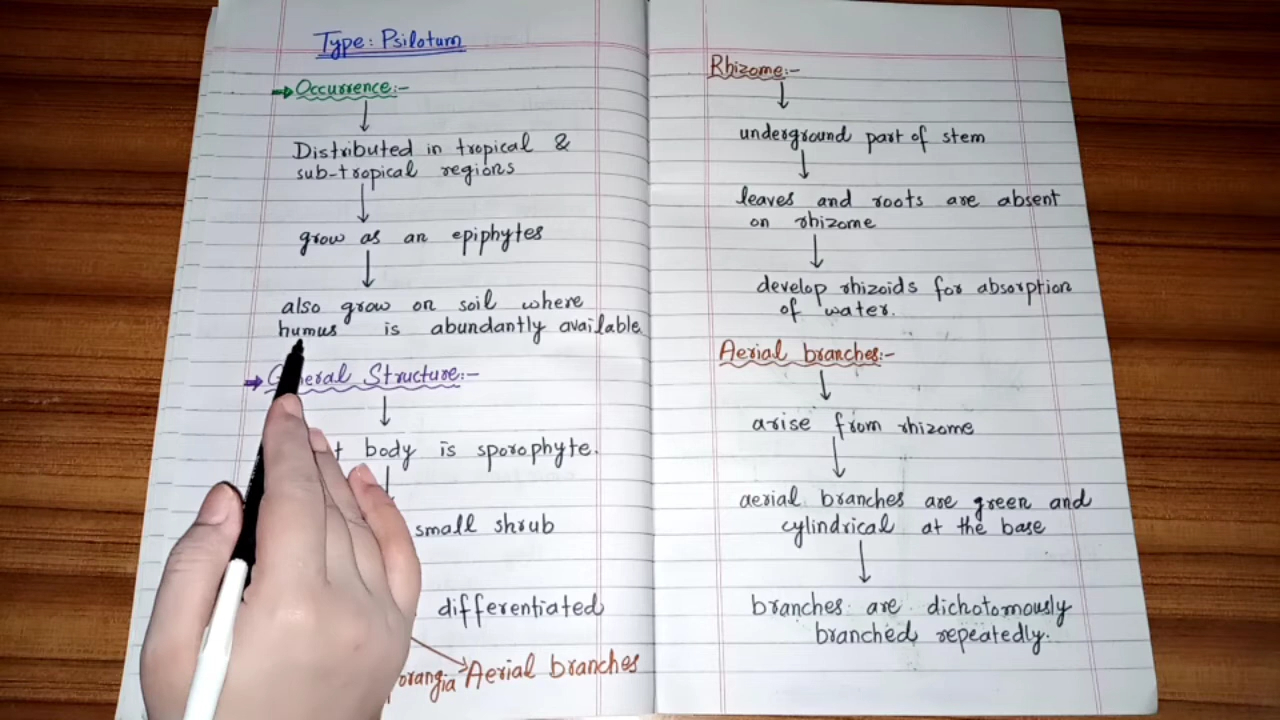 Type: Psilotum
Occurrence:-
Distributed in tropical &
sub-tropical regions
grow as an epiphytes
also grow on soil where
humus is abundantly available
Structure:-
body is sporophyte.
small shrub
differentiated
Aerial branches
Rhizome:-
underground part of stem
leaves and roots are absent
on rhizome
develop rhizoids for absorption
of water.
Aerial branches:-
arise from rhizome
aerial branches are green and
cylindrical at the base
branches are dichotomously
branched repeatedly.